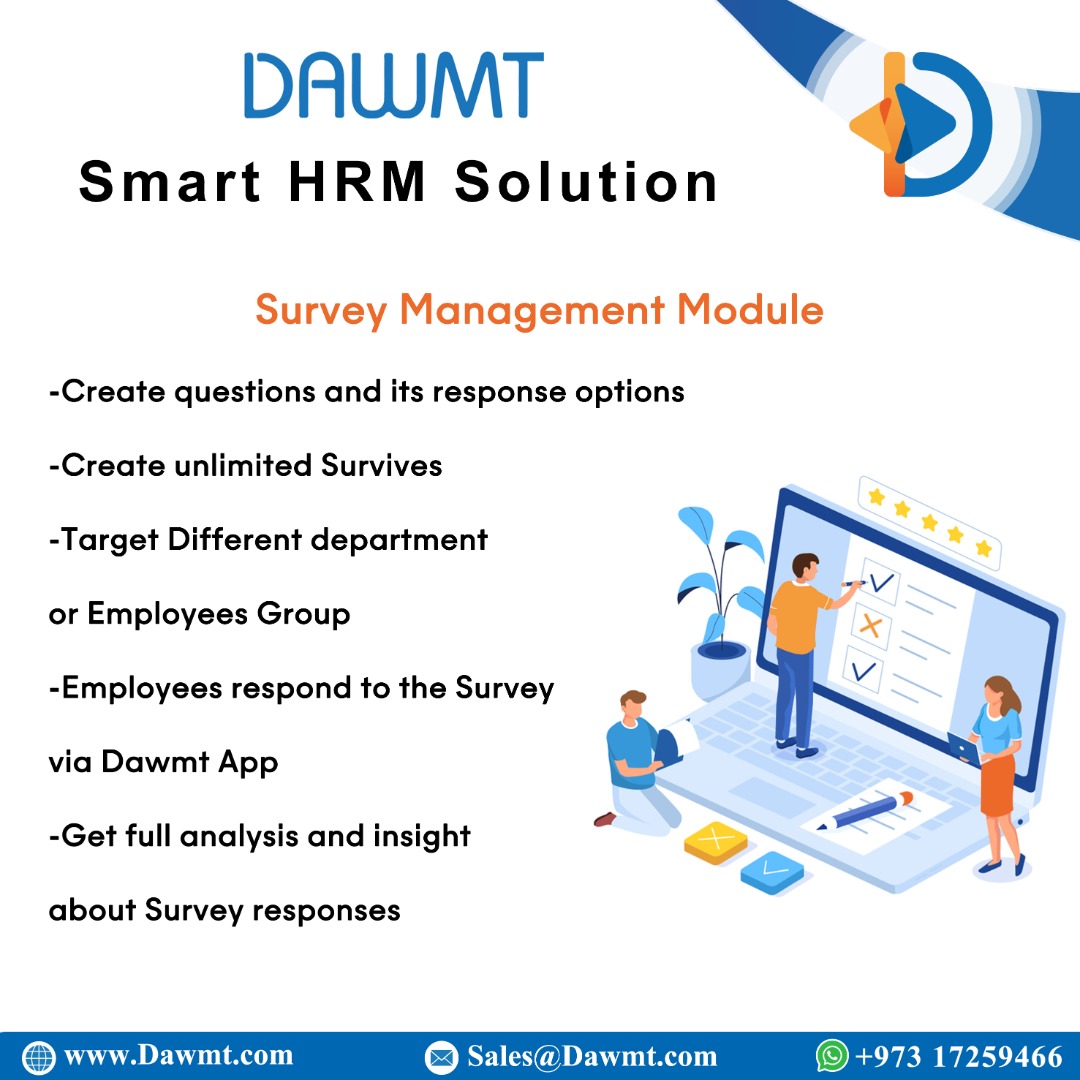 DAWMT
Smart HRM Solution
Survey Management Module
-Create questions and its response options
-Create unlimited Survives
-Target Different department
or Employees Group
-Employees respond to the Survey
via Dawmt App
-Get full analysis and insight
about Survey responses
www.Dawmt.com
Sales@Dawmt.com
+973 17259466